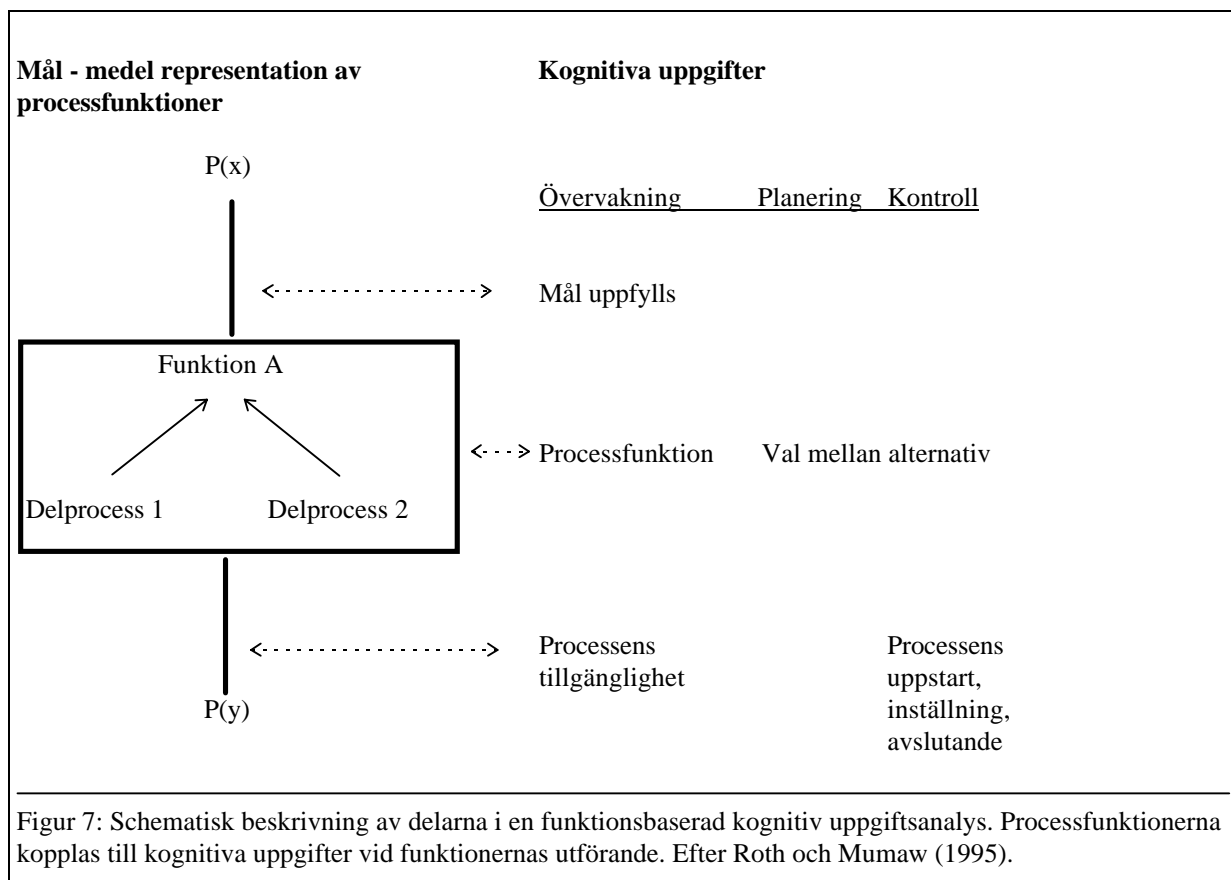 Mål - medel representation av
processfunktioner
Kognitiva uppgifter
P(x)
Övervakning Planering Kontroll
Mål uppfylls
Funktion A
Processfunktion Val mellan alternativ
Delprocess 1 Delprocess 2
Processens
tillgänglighet
Processens
uppstart,
inställning,
avslutande
P(y)
Figur 7: Schematisk beskrivning av delarna i en funktionsbaserad kognitiv uppgiftsanalys. Processfunktionerna
kopplas till kognitiva uppgifter vid funktionernas utförande. Efter Roth och Mumaw (1995).